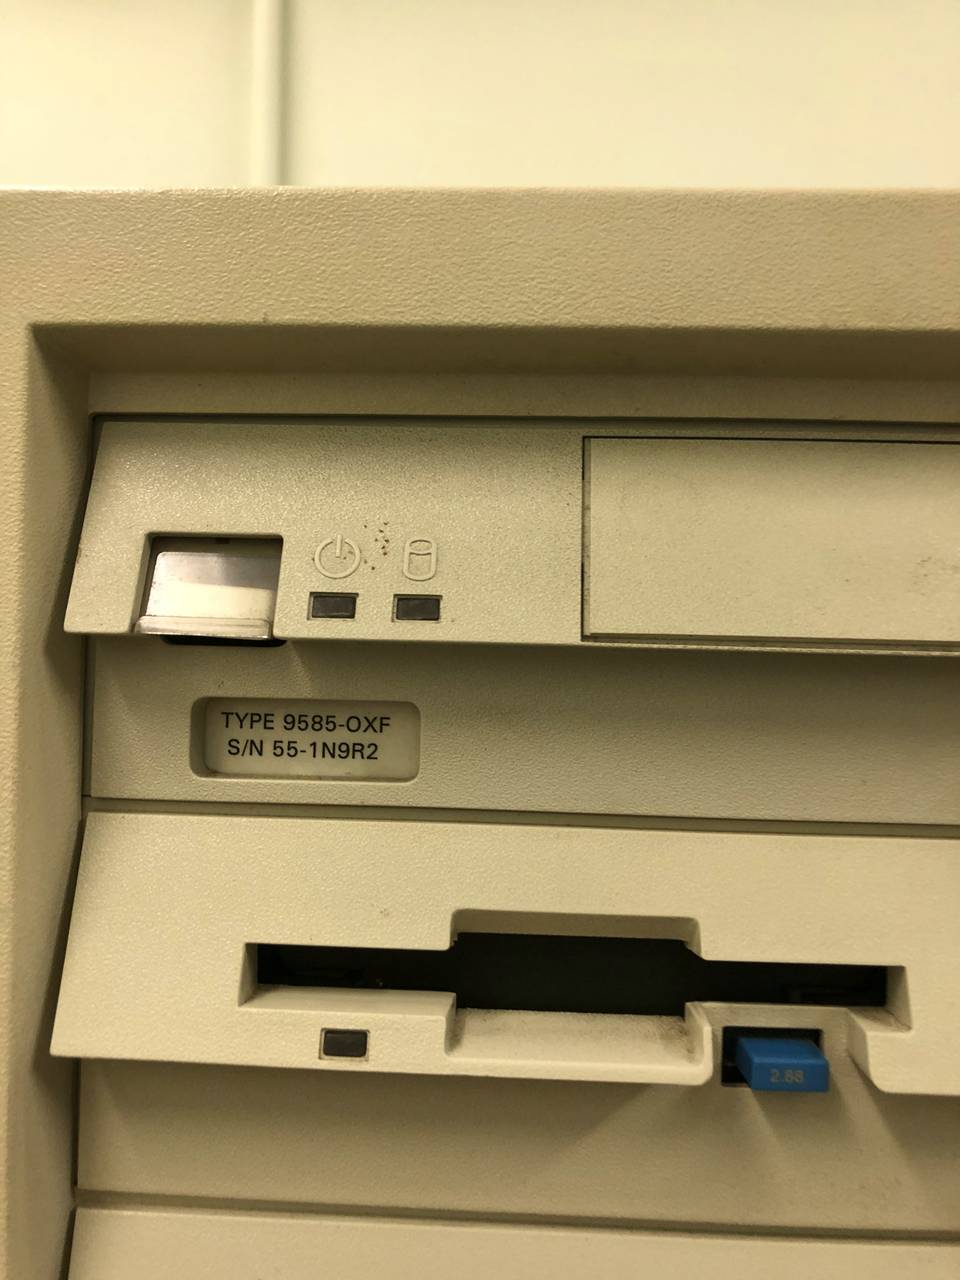 TYPE 9585-OXF
S/N 55-1N9R2
2.88